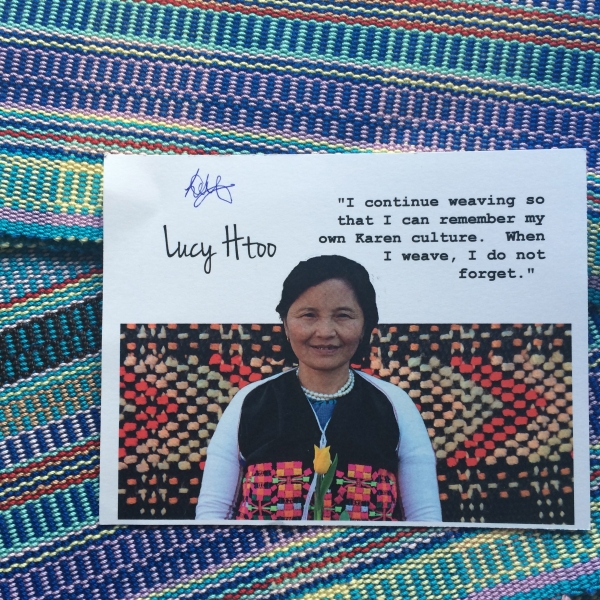 Lucy Htoo
"I continue weaving so
that I can remember my
own Karen culture.  When
I weave, I do not
forget."